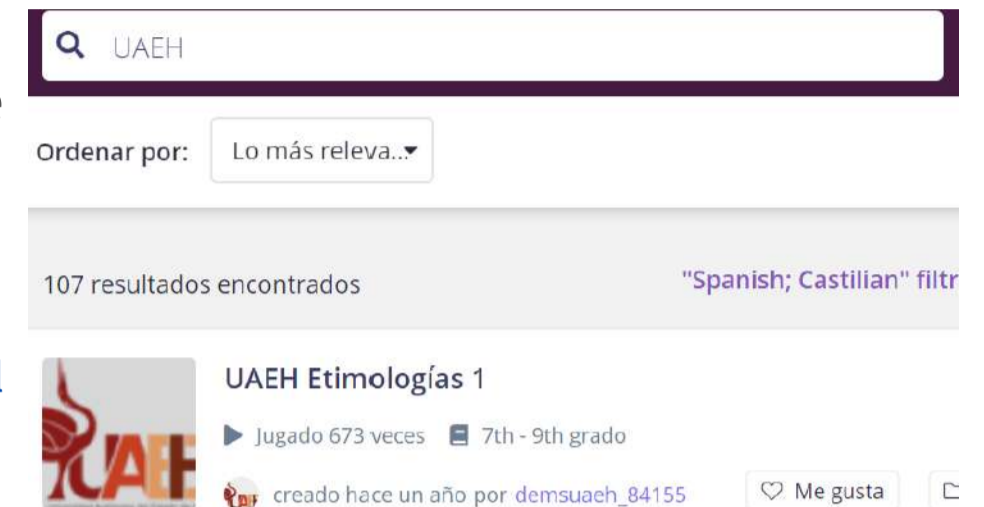 UAEH
Ordenar por: Lo más releva...
107 resultados encontrados "Spanish; Castilian" filtr
UAEH Etimologías 1
Jugado 673 veces 7th - 9th grado
UAEH
creado hace un año por demsuaeh_84155 Me gusta